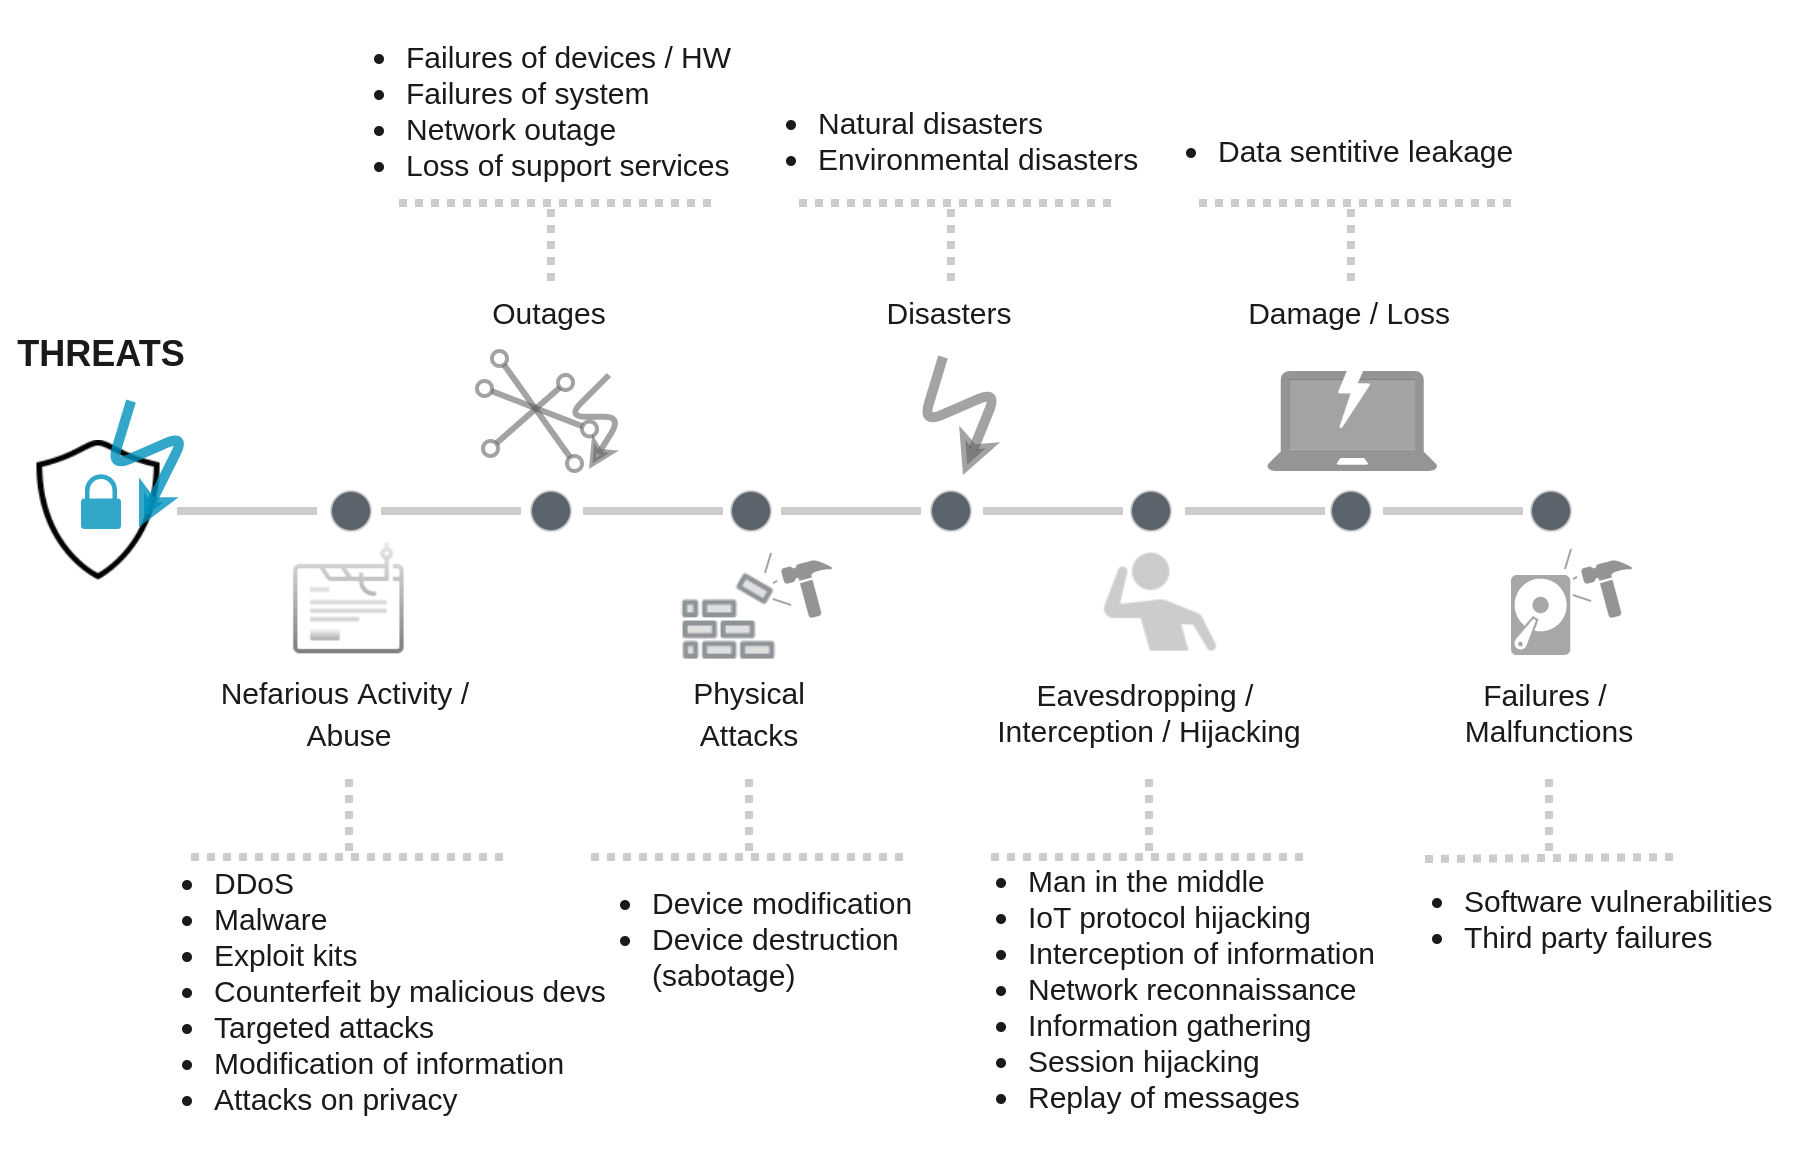 • Failures of devices / HW
• Failures of system
• Network outage
• Loss of support services
• Natural disasters
• Environmental disasters
• Data sentitive leakage
Outages
Disasters
Damage / Loss
THREATS
Nefarious Activity /
Abuse
Physical
Attacks
Eavesdropping /
Interception / Hijacking
Failures /
Malfunctions
• DDoS
• Malware
• Exploit kits
• Counterfeit by malicious devs
• Targeted attacks
• Modification of information
• Attacks on privacy
• Device modification
• Device destruction
(sabotage)
• Man in the middle
• IoT protocol hijacking
• Interception of information
• Network reconnaissance
• Information gathering
• Session hijacking
• Replay of messages
• Software vulnerabilities
• Third party failures